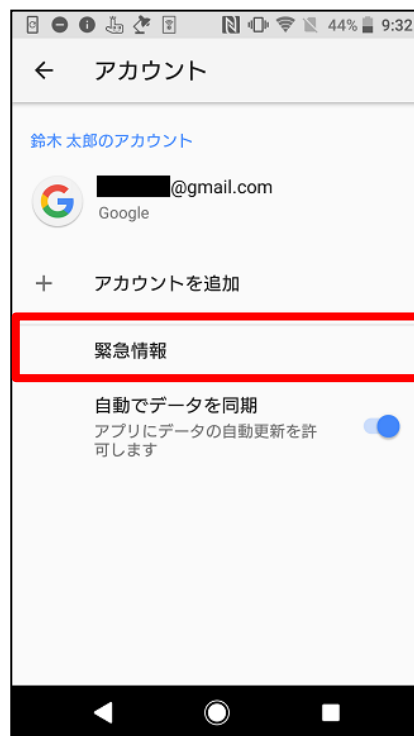 44% 9:32
アカウント
鈴木 太郎のアカウント
@gmail.com
Google
アカウントを追加
緊急情報
自動でデータを同期
アプリにデータの自動更新を許
可します